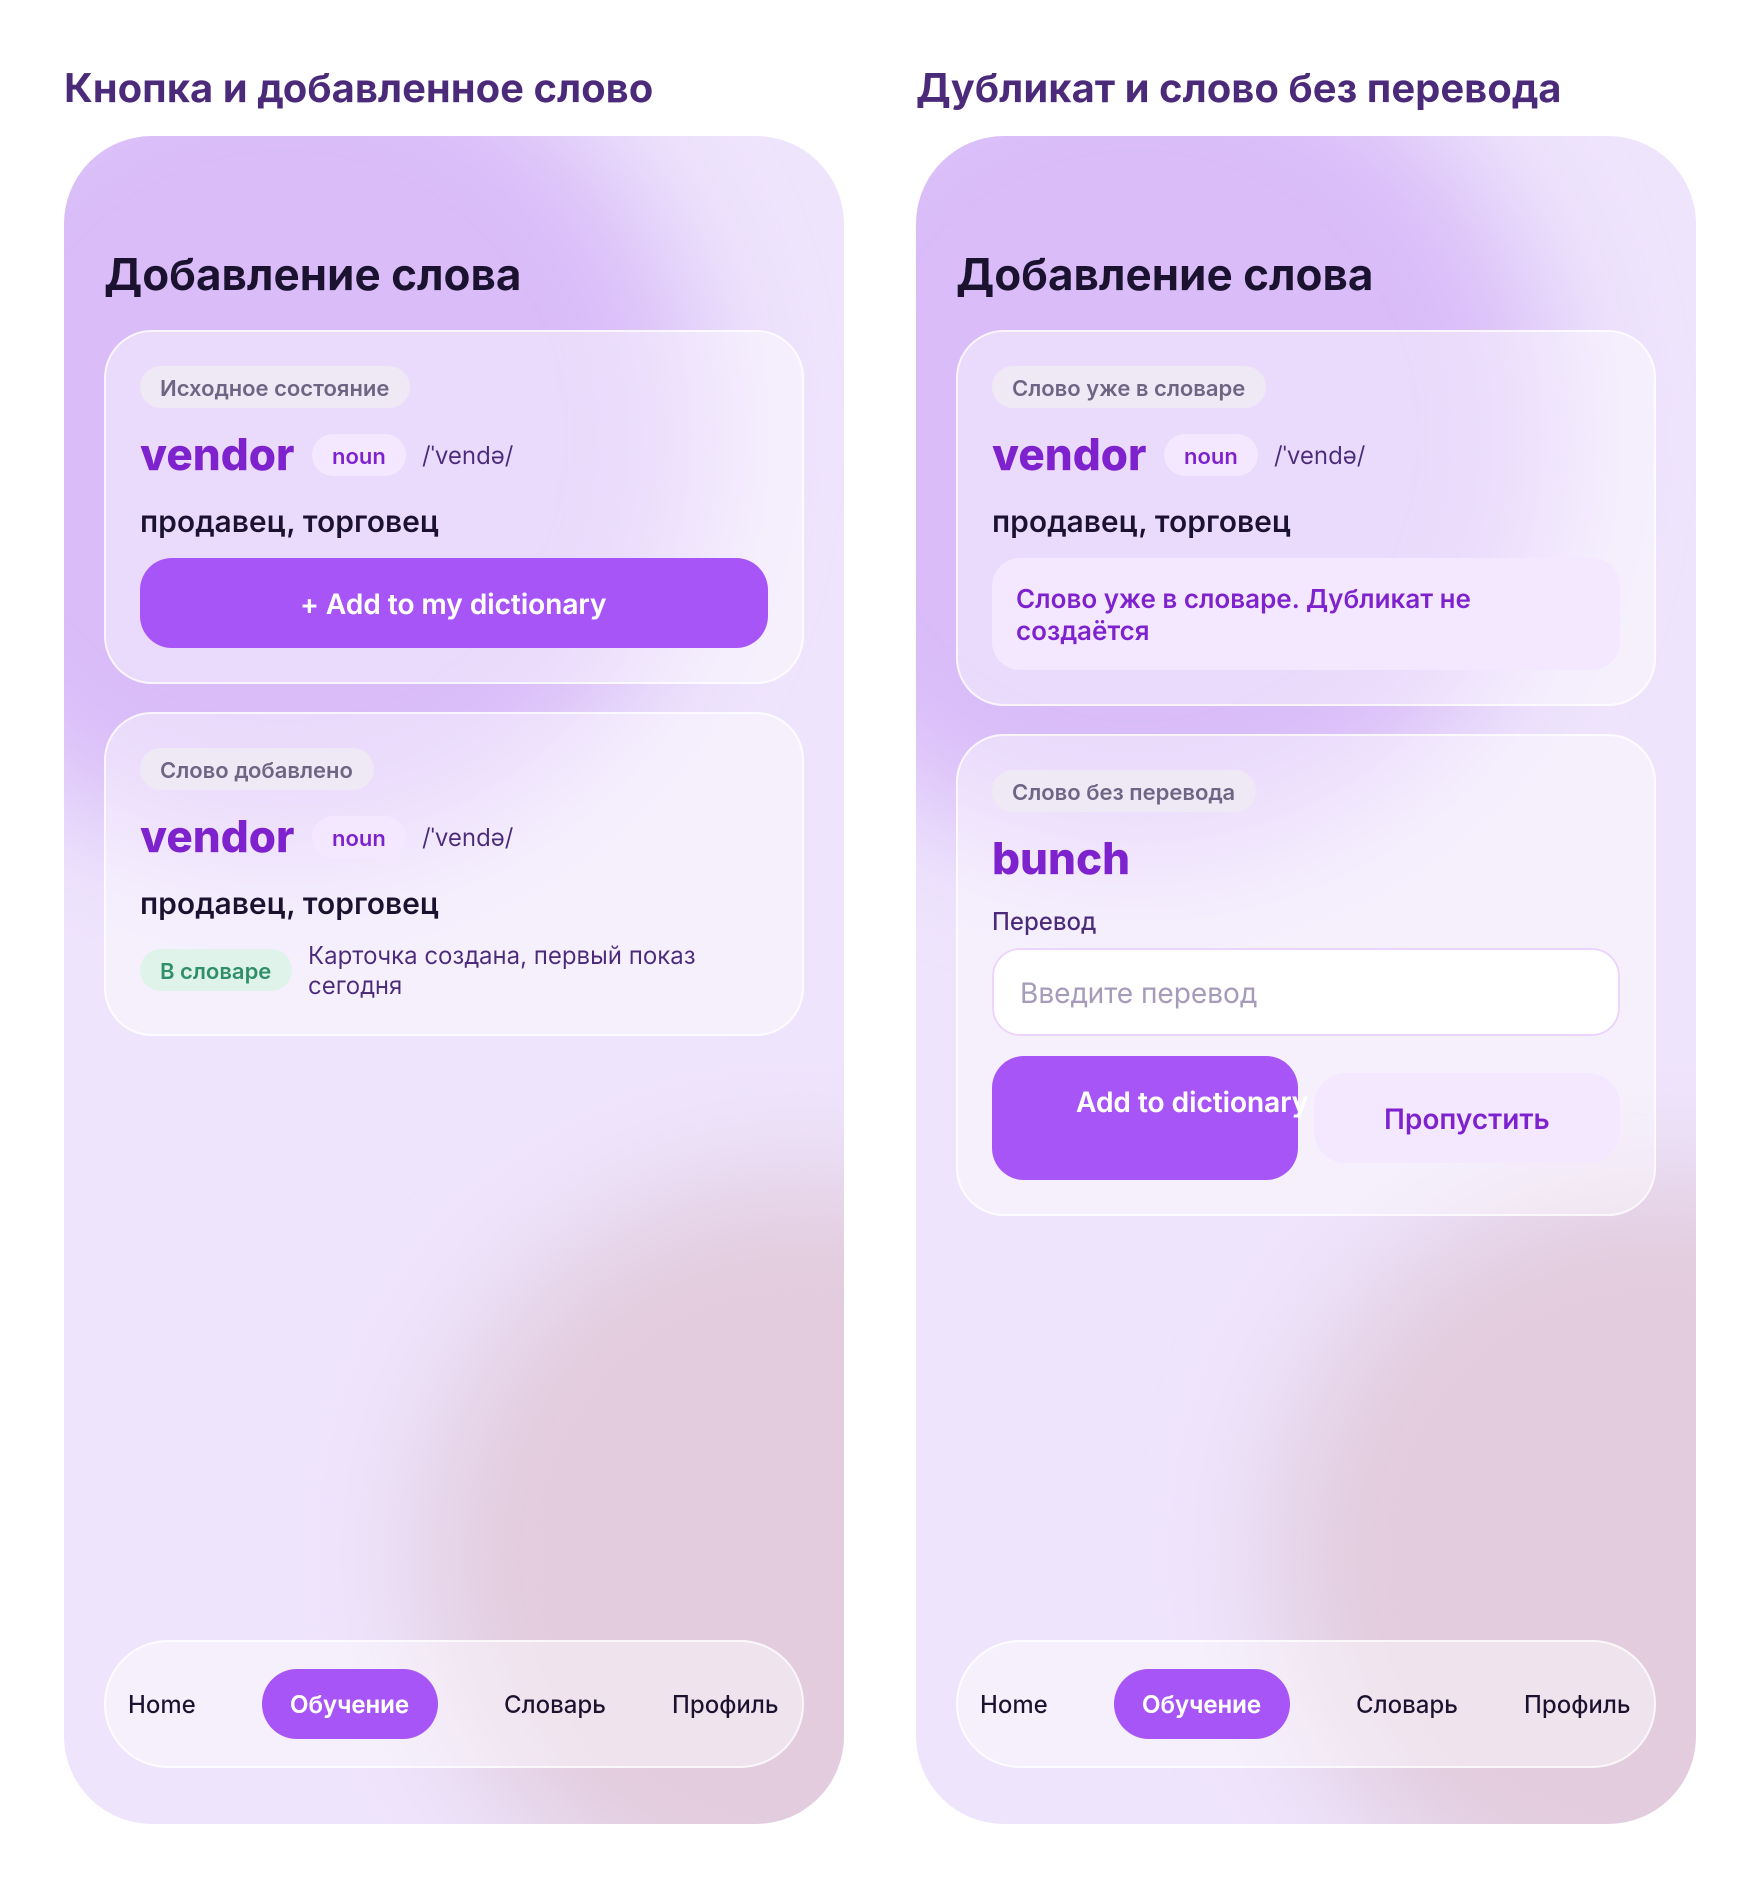 Кнопка и добавленное слово
Добавление слова
Исходное состояние
vendor noun /ˈvendə/
продавец, торговец
+ Add to my dictionary
Слово добавлено
vendor noun /ˈvendə/
продавец, торговец
В словаре
Карточка создана, первый показ
сегодня
Home Обучение Словарь Профиль
Дубликат и слово без перевода
Добавление слова
Слово уже в словаре
vendor noun /ˈvendə/
продавец, торговец
Слово уже в словаре. Дубликат не
создаётся
Слово без перевода
bunch
Перевод
Введите перевод
Add to dictionary Пропустить
Home Обучение Словарь Профиль